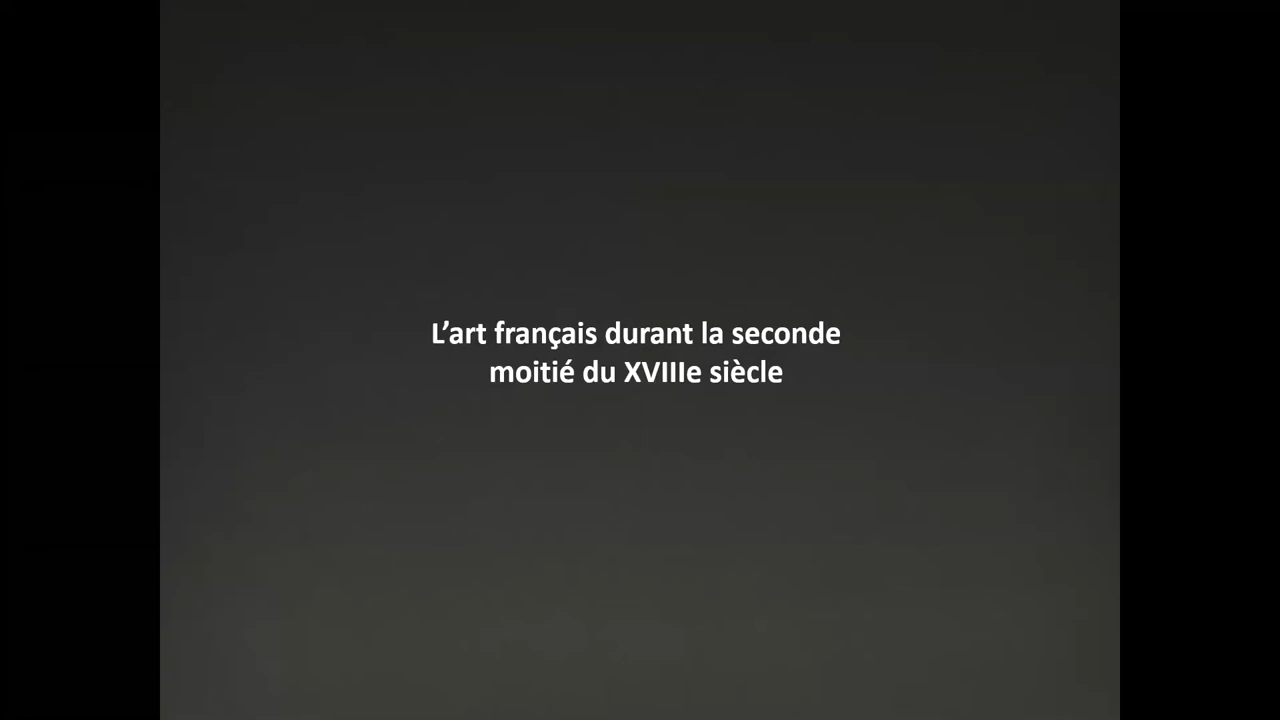 L’art français durant la seconde
moitié du XVIIIe siècle